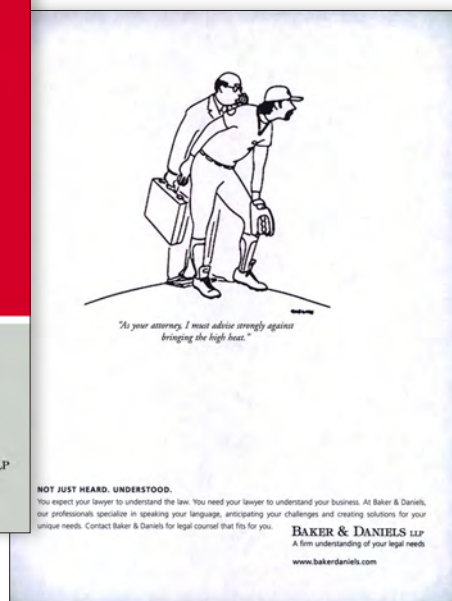 "As your attorney, I must advise strongly against
bringing the high heat."
LP
NOT JUST HEARD. UNDERSTOOD.
You expect your lawyer to understand the law. You need your lawyer to understand your business. At Baker & Daniels,
our professionals specialize in speaking your language, anticipating your challenges and creating solutions for your
unique needs. Contact Baker & Daniels for legal counsel that fits for you.
BAKER & DANIELS LLP
A firm understanding of your legal needs
www.bakerdaniels.com